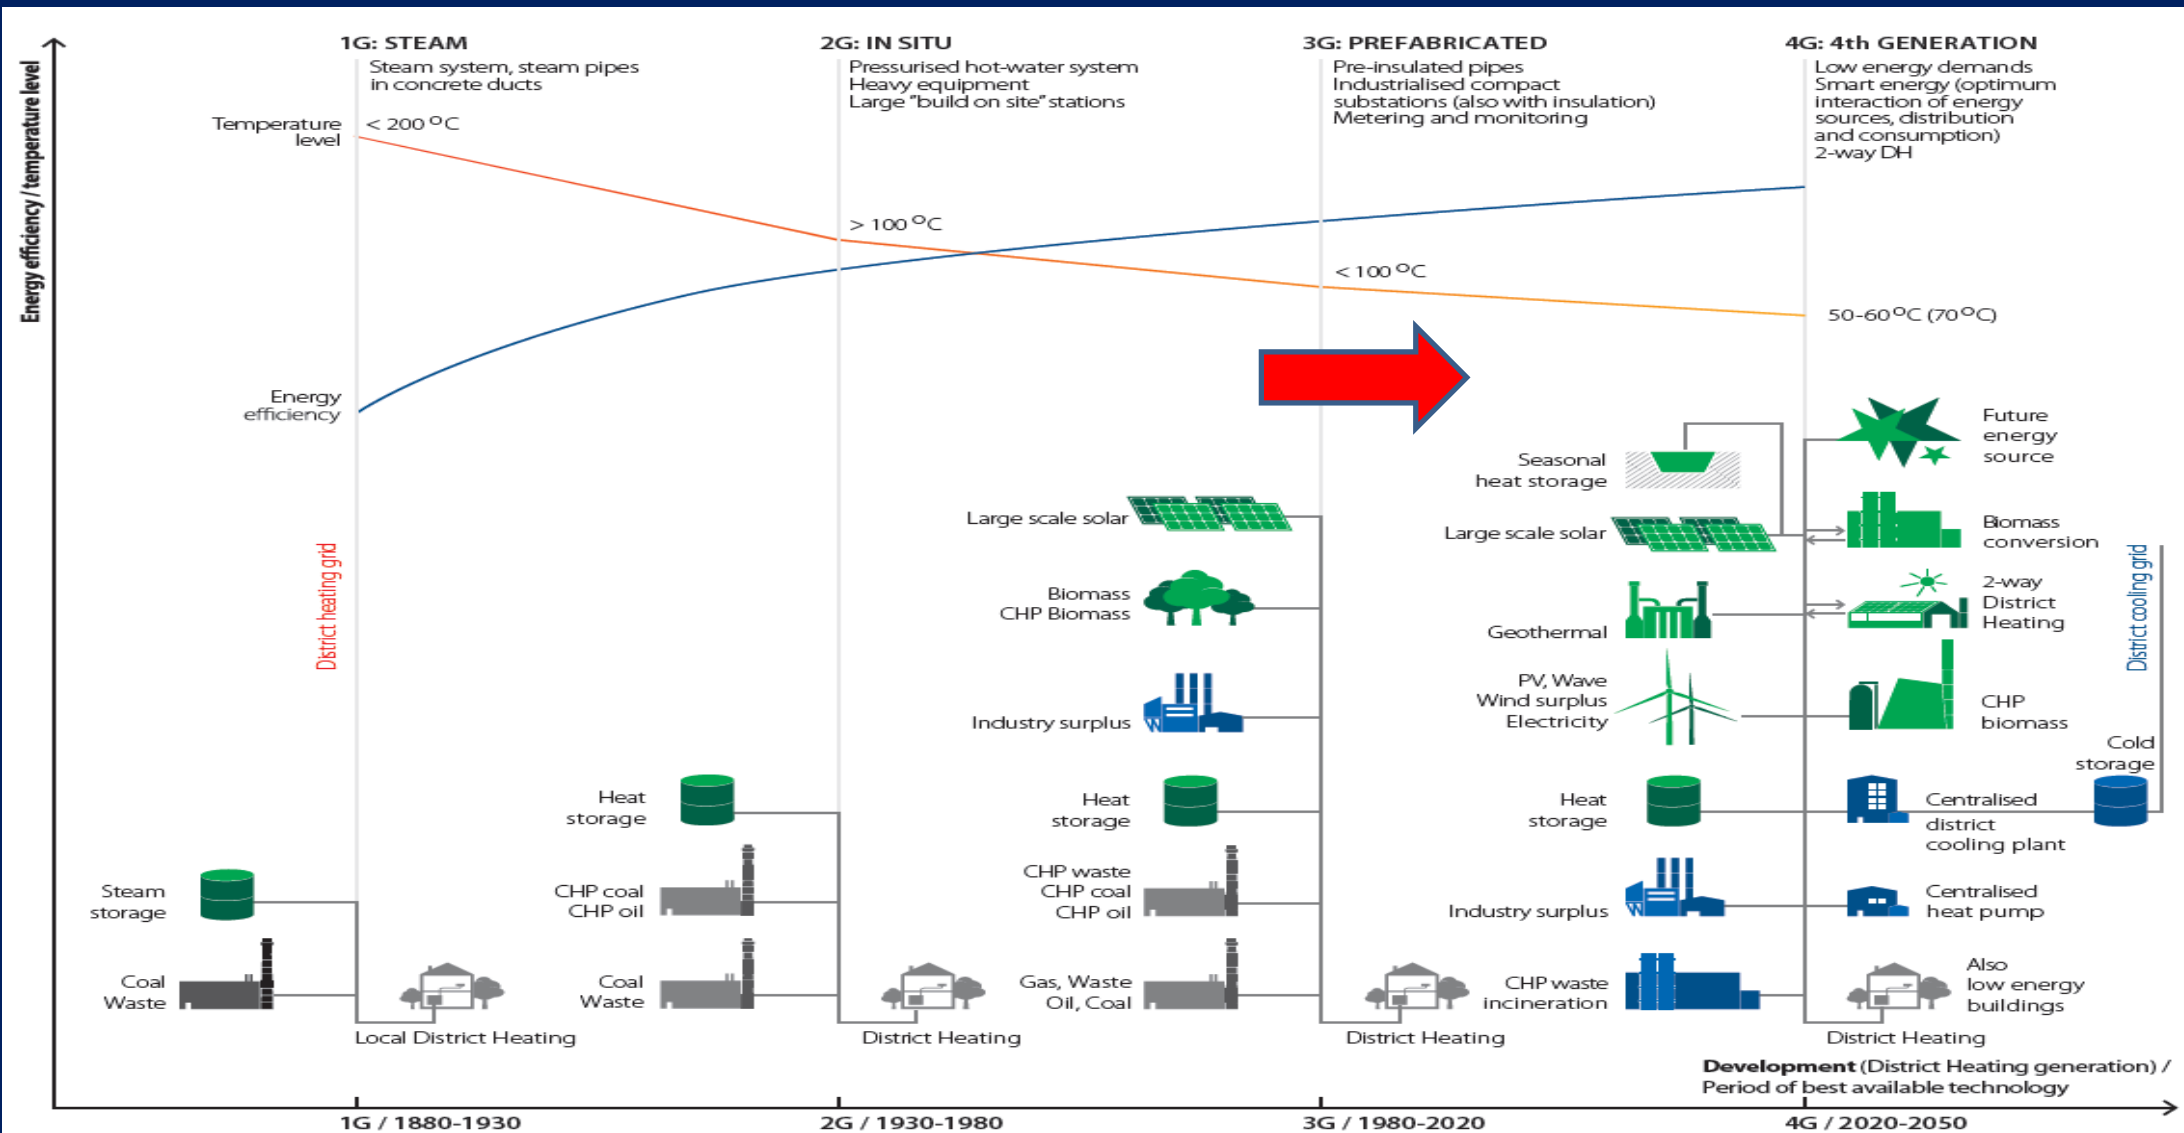 Energy efficiency / temperature level
1G: STEAM
Steam system, steam pipes
in concrete ducts
2G: IN SITU
Pressurised hot-water system
Heavy equipment
Large "build on site" stations
3G: PREFABRICATED
Pre-insulated pipes
Industrialised compact
substations (also with insulation)
Metering and monitoring
4G: 4th GENERATION
Low energy demands
Smart energy (optimum
interaction of energy
sources, distribution
and consumption)
2-way DH
Temperature
level
< 200 °C
> 100 °C
< 100 °C
50-60 °C (70 °C)
Energy
efficiency
District heating grid
Steam
storage
Coal
Waste
Local District Heating
Heat
storage
CHP coal
CHP oil
Coal
Waste
District Heating
Large scale solar
Biomass
CHP Biomass
Industry surplus
Heat
storage
CHP waste
CHP coal
CHP oil
Gas, Waste
Oil, Coal
District Heating
Seasonal
heat storage
Large scale solar
Geothermal
PV, Wave
Wind surplus
Electricity
Heat
storage
Industry surplus
CHP waste
incineration
Future
energy
source
Biomass
conversion
2-way
District
Heating
CHP
biomass
Centralised
district
cooling plant
Centralised
heat pump
Also
low energy
buildings
District Heating
District cooling grid
Cold
storage
Development (District Heating generation) /
Period of best available technology
1G / 1880-1930
2G / 1930-1980
3G / 1980-2020
4G / 2020-2050